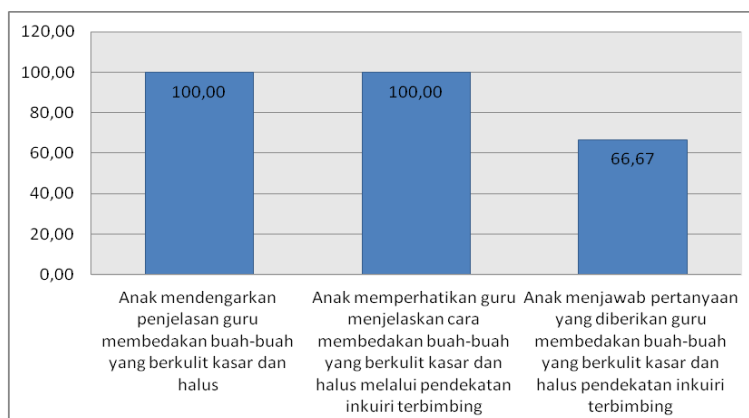 120,00
100,00
80,00
60,00
40,00
20,00
0,00
100,00
100,00
66,67
Anak mendengarkan
penjelasan guru
membedakan buah-buah
yang berkulit kasar dan
halus
Anak memperhatikan guru
menjelaskan cara
membedakan buah-buah
yang berkulit kasar dan
halus melalui pendekatan
inkuiri terbimbing
Anak menjawab pertanyaan
yang diberikan guru
membedakan buah-buah
yang berkulit kasar dan
halus pendekatan inkuiri
terbimbing